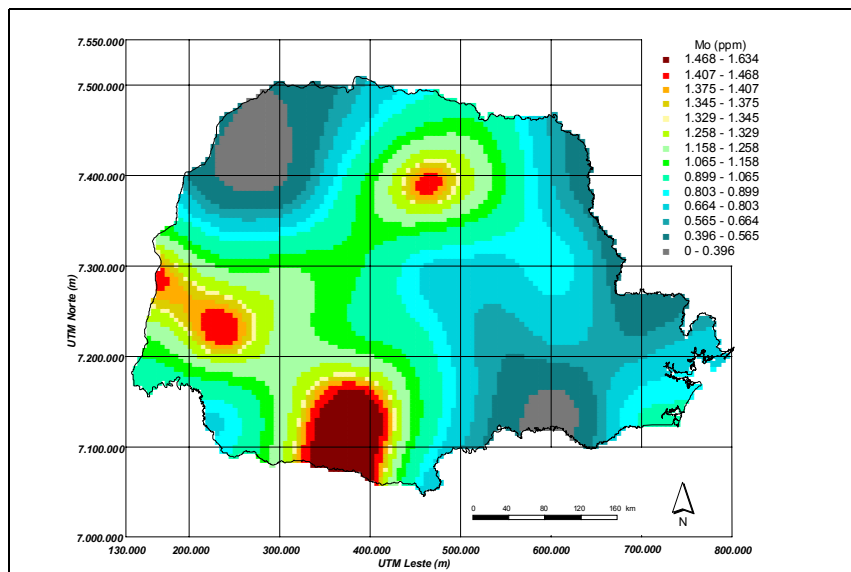 7.550.000
7.500.000
7.400.000
7.300.000
7.200.000
7.100.000
7.000.000
UTM Norte (m)
Mo (ppm)
1.468 - 1.634
1.407 - 1.468
1.375 - 1.407
1.345 - 1.375
1.329 - 1.345
1.258 - 1.329
1.158 - 1.258
1.065 - 1.158
0.899 - 1.065
0.803 - 0.899
0.664 - 0.803
0.565 - 0.664
0.396 - 0.565
0 - 0.396
0 40 80 120 160 km
N
130.000 200.000 300.000 400.000 500.000 600.000 700.000 800.000
UTM Leste (m)